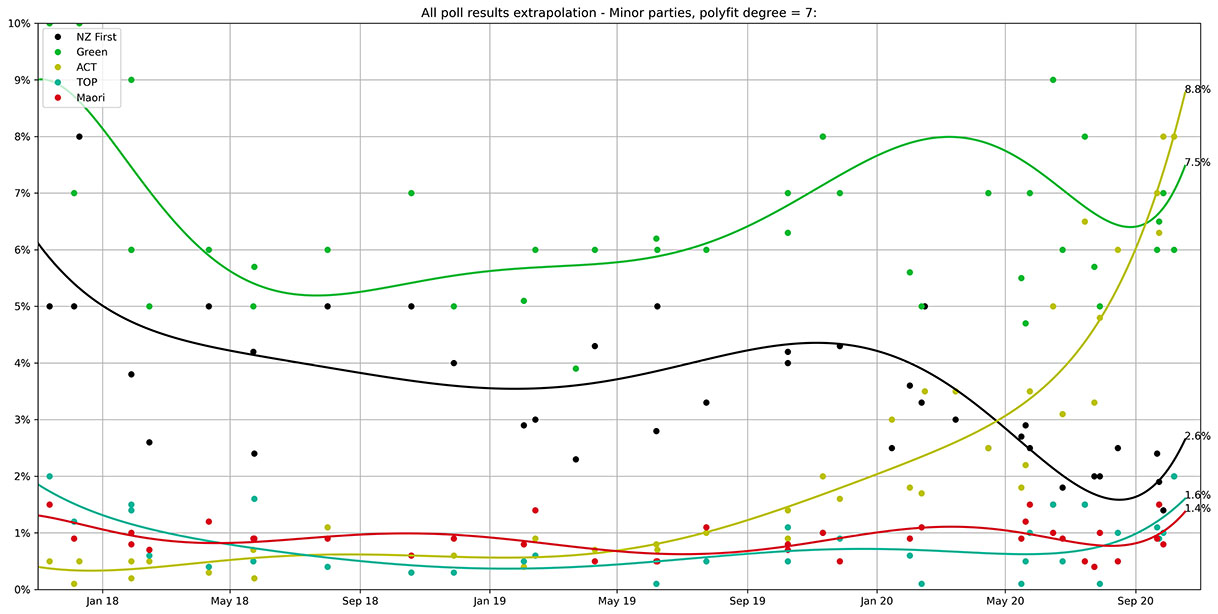 All poll results extrapolation - Minor parties, polyfit degree = 7:
10%
9%
8%
7%
6%
5%
4%
3%
2%
1%
0%
NZ First
Green
ACT
TOP
Maori
8.8%
7.5%
2.6%
1.6%
1.4%
Jan 18 May 18 Sep 18 Jan 19 May 19 Sep 19 Jan 20 May 20 Sep 20